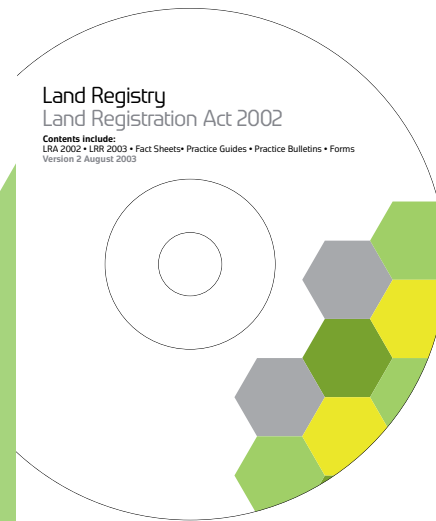 Land Registry
Land Registration Act 2002
Contents include:
LRA 2002 • LRR 2003 • Fact Sheets• Practice Guides • Practice Bulletins • Forms
Version 2 August 2003